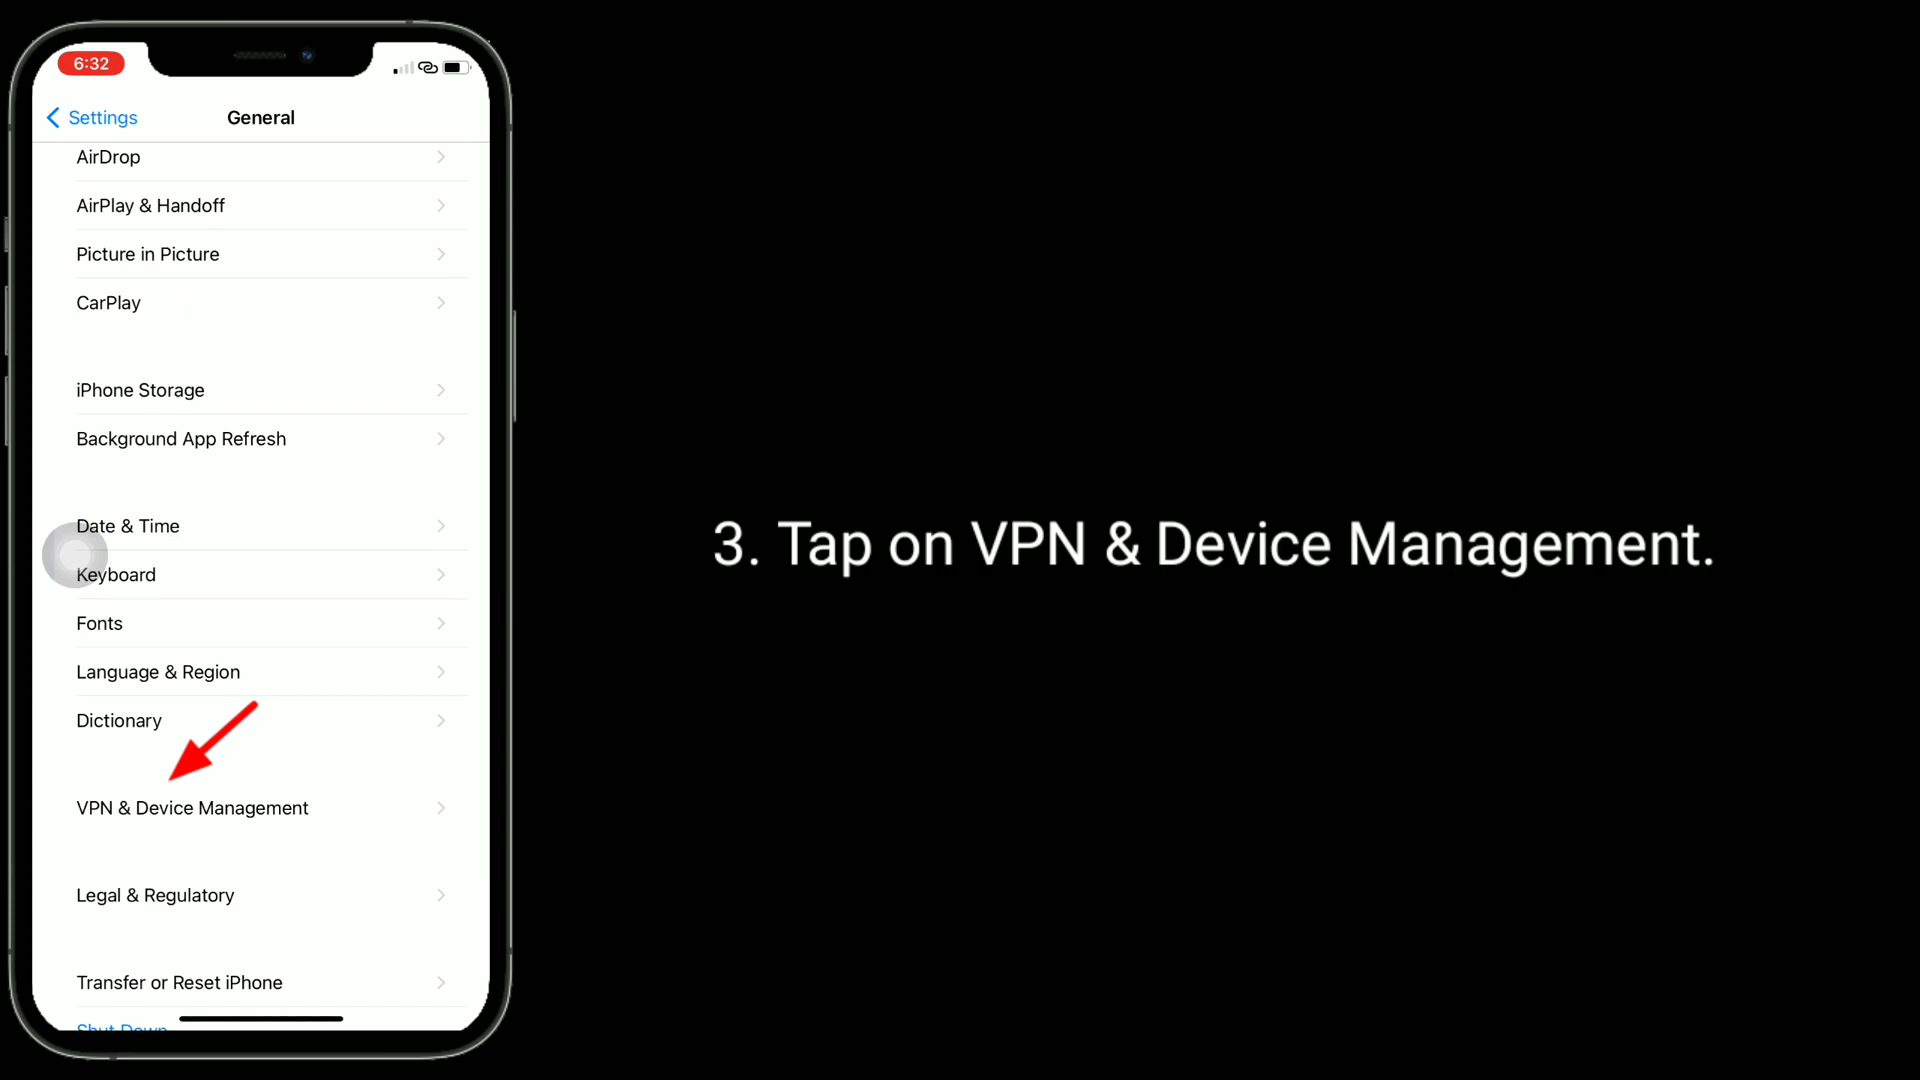 6:32
Settings
General
AirDrop
AirPlay & Handoff
Picture in Picture
CarPlay
iPhone Storage
Background App Refresh
Date & Time
Keyboard
Fonts
Language & Region
Dictionary
VPN & Device Management
Legal & Regulatory
Transfer or Reset iPhone
Shut Down
3. Tap on VPN & Device Management.